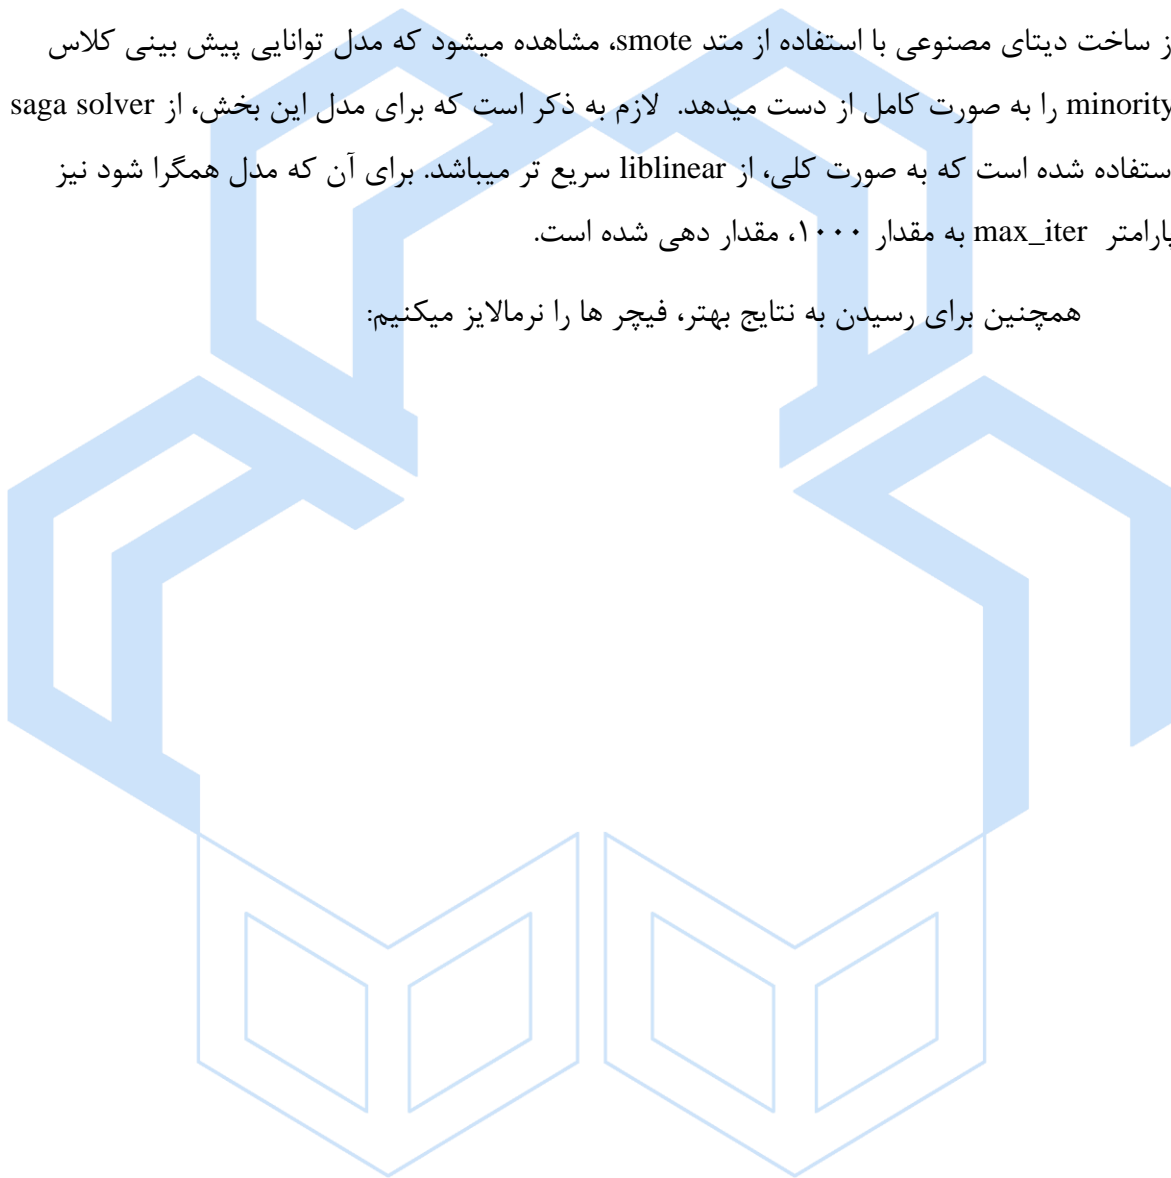 ز ساخت دیتای مصنوعی با استفاده از متد smote، مشاهده میشود که مدل توانایی پیش بینی کلاس
minority را به صورت کامل از دست میدهد. لازم به ذکر است که برای مدل این بخش، از saga solver
ستفاده شده است که به صورت کلی، از liblinear سریع تر میباشد. برای آن که مدل همگرا شود نیز
پارامتر max_iter به مقدار ۱۰۰۰، مقدار دهی شده است.
همچنین برای رسیدن به نتایج بهتر، فیچر ها را نرمالایز میکنیم: